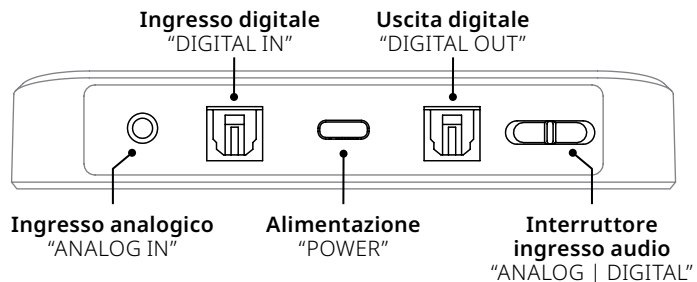 Ingresso digitale
“DIGITAL IN”
Uscita digitale
“DIGITAL OUT”
Ingresso analogico
“ANALOG IN”
Alimentazione
“POWER”
Interruttore
ingresso audio
“ANALOG | DIGITAL”